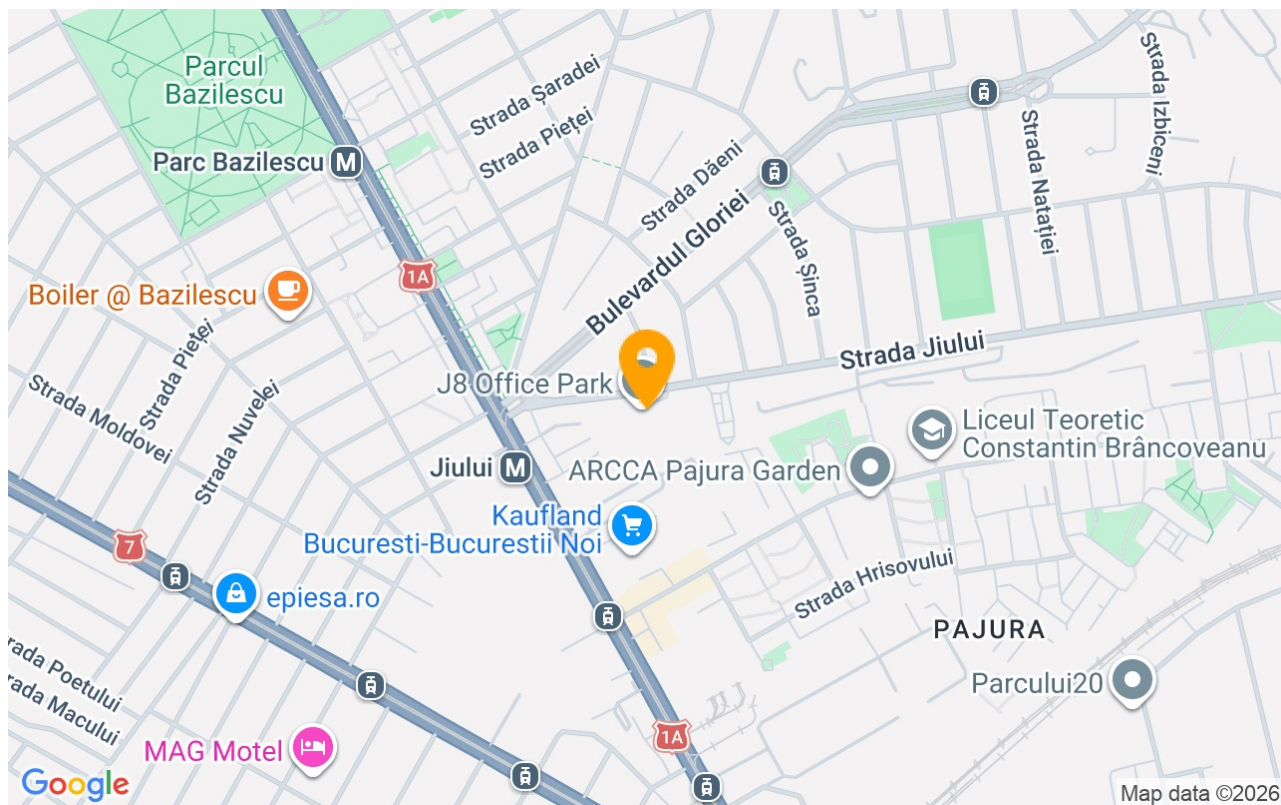 Parcul
Bazilescu
Strada Șaradei
Strada Pieței
Parc Bazilescu
M
Strada Dăeni
Strada Izbiceni
Strada Natației
Strada Șinca
Bulevardul Gloriei
1A
Boiler @ Bazilescu
Strada Pieței
Strada Moldovei
Strada Nuvelei
Strada Jiului
J8 Office Park
Liceul Teoretic
Constantin Brâncoveanu
Jiului
M
ARCCA Pajura Garden
Kaufland
Bucuresti-Bucurestii Noi
7
epiesa.ro
Strada Hrisovului
PAJURA
Parcului20
rada Poetului
rada Macului
MAG Motel
1A
Google
Map data ©2026